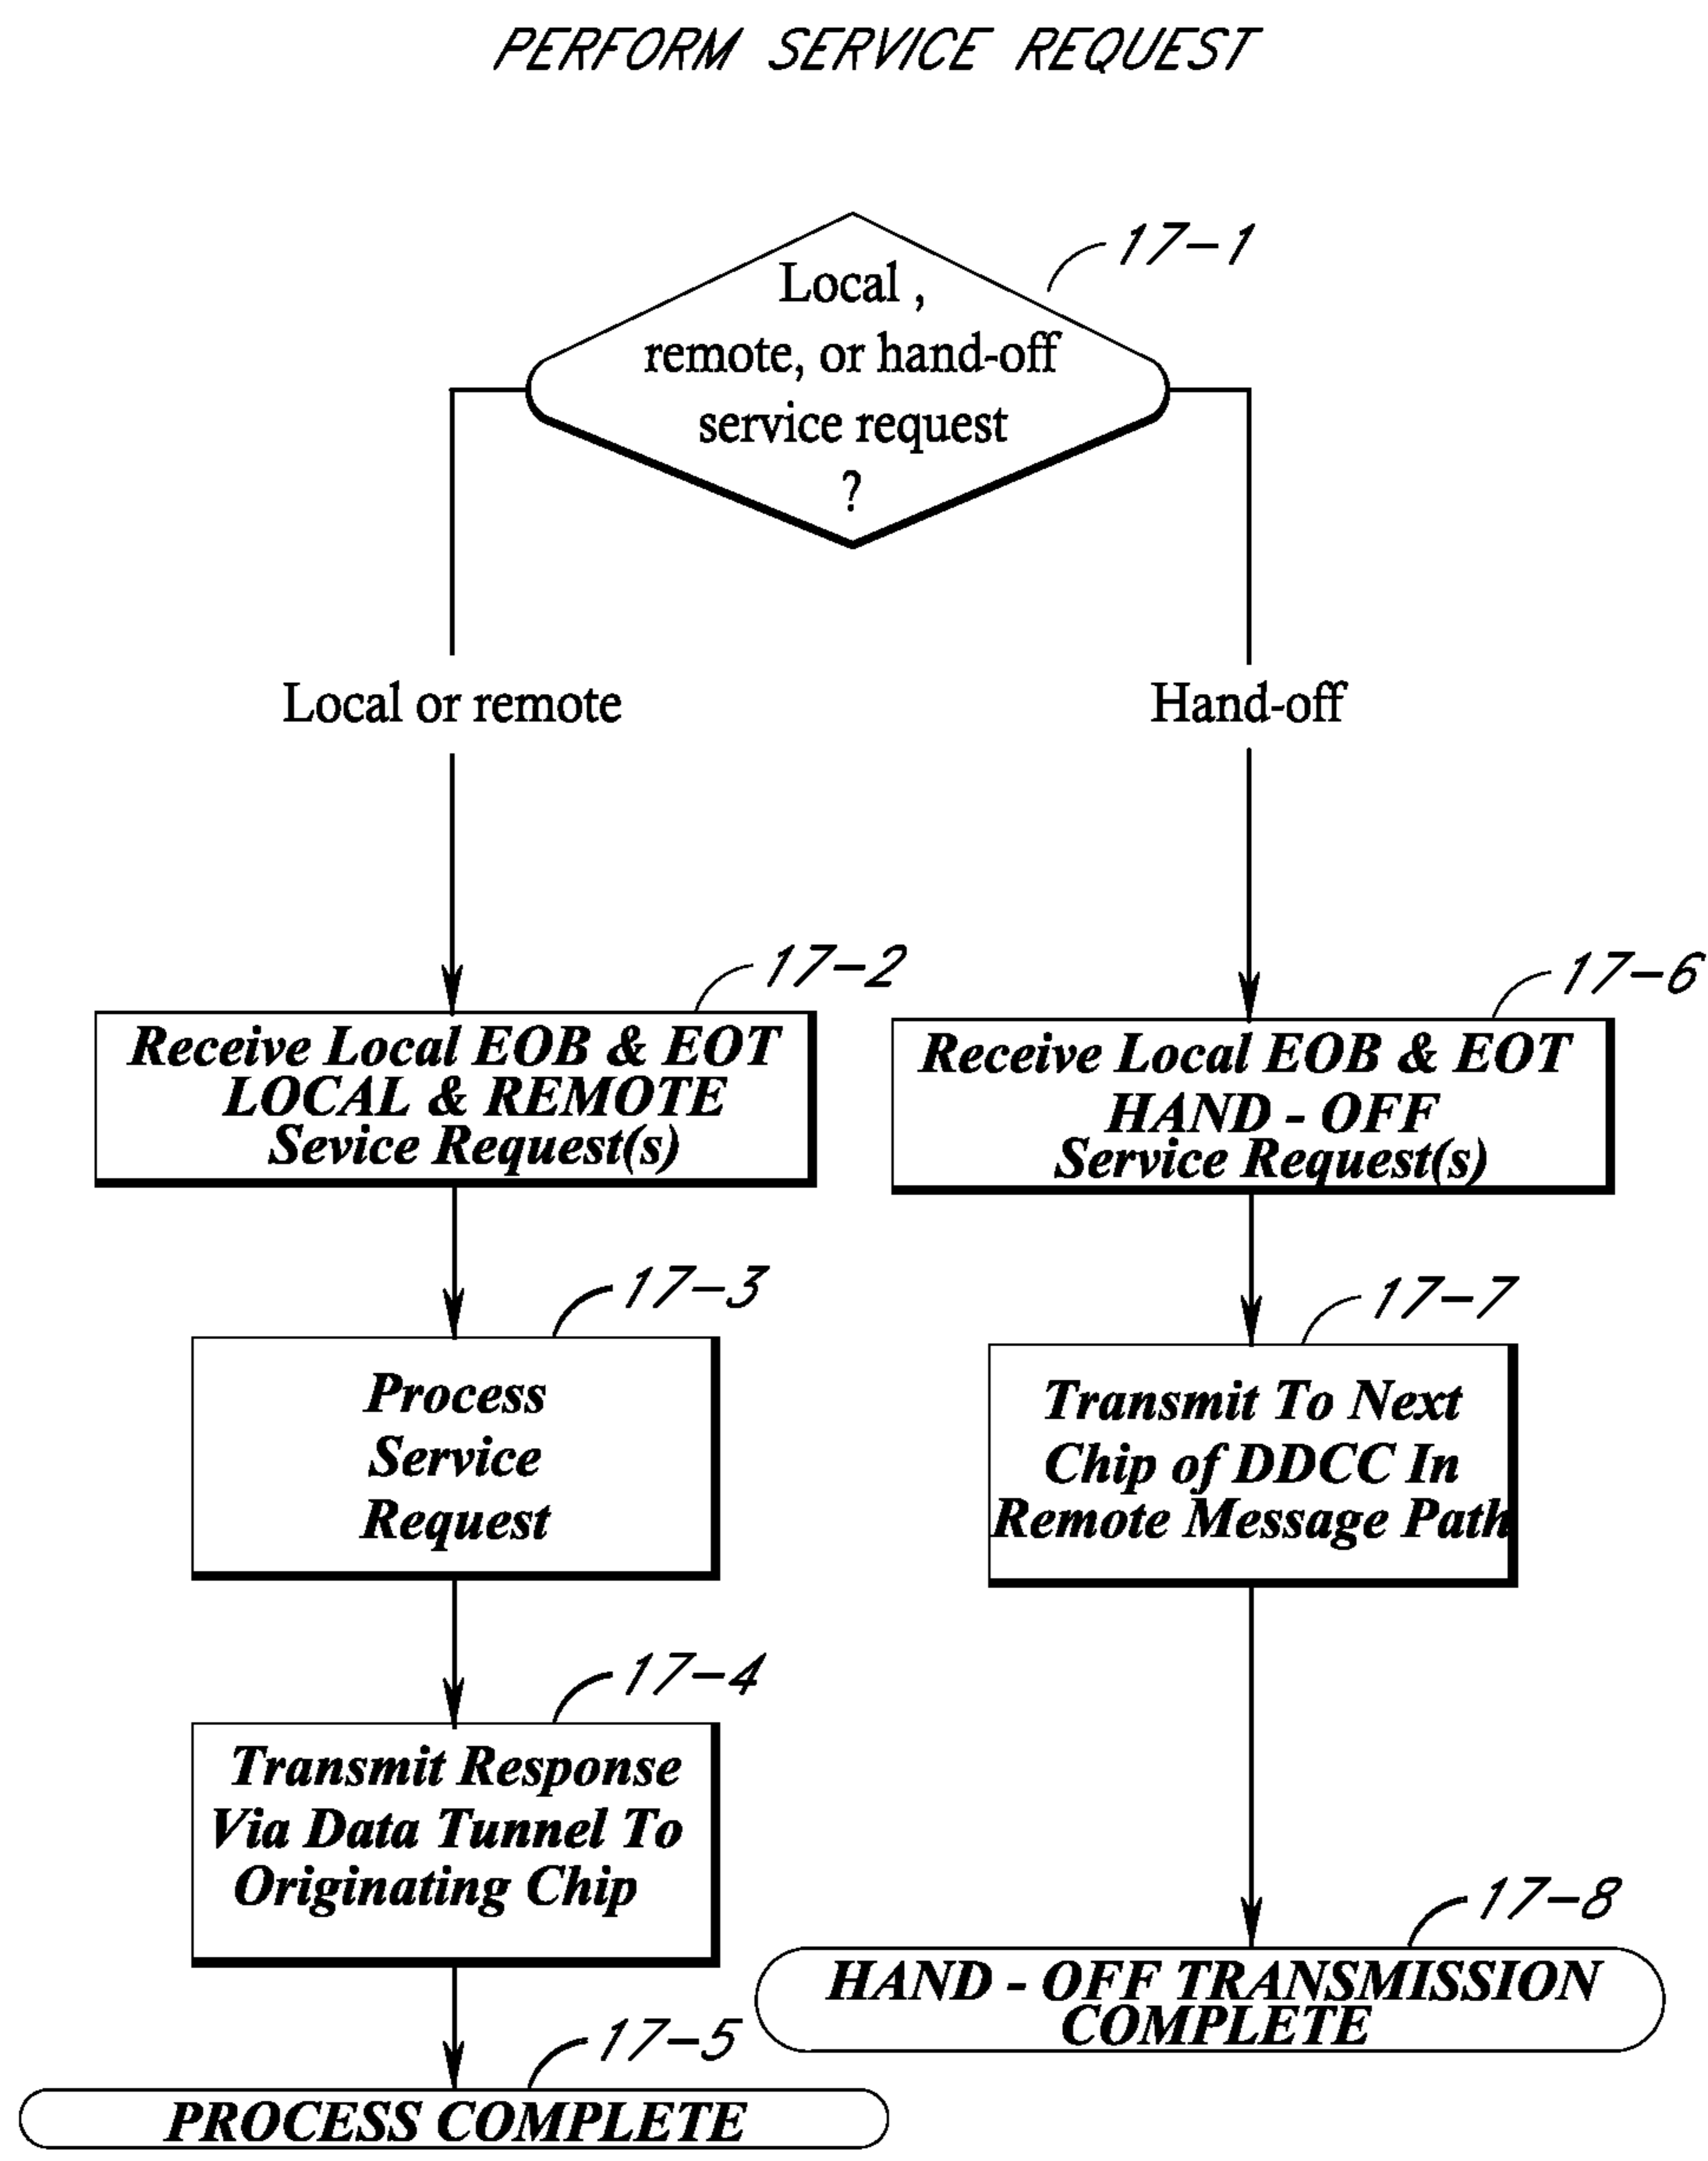 PERFORM SERVICE REQUEST
17-1
Local ,
remote, or hand-off
service request
?
Local or remote
Hand-off
17-2
Receive Local EOB & EOT
LOCAL & REMOTE
Sevice Request(s)
17-6
Receive Local EOB & EOT
HAND - OFF
Service Request(s)
17-3
Process
Service
Request
17-7
Transmit To Next
Chip of DDCC In
Remote Message Path
17-4
Transmit Response
Via Data Tunnel To
Originating Chip
17-8
HAND - OFF TRANSMISSION
COMPLETE
17-5
PROCESS COMPLETE